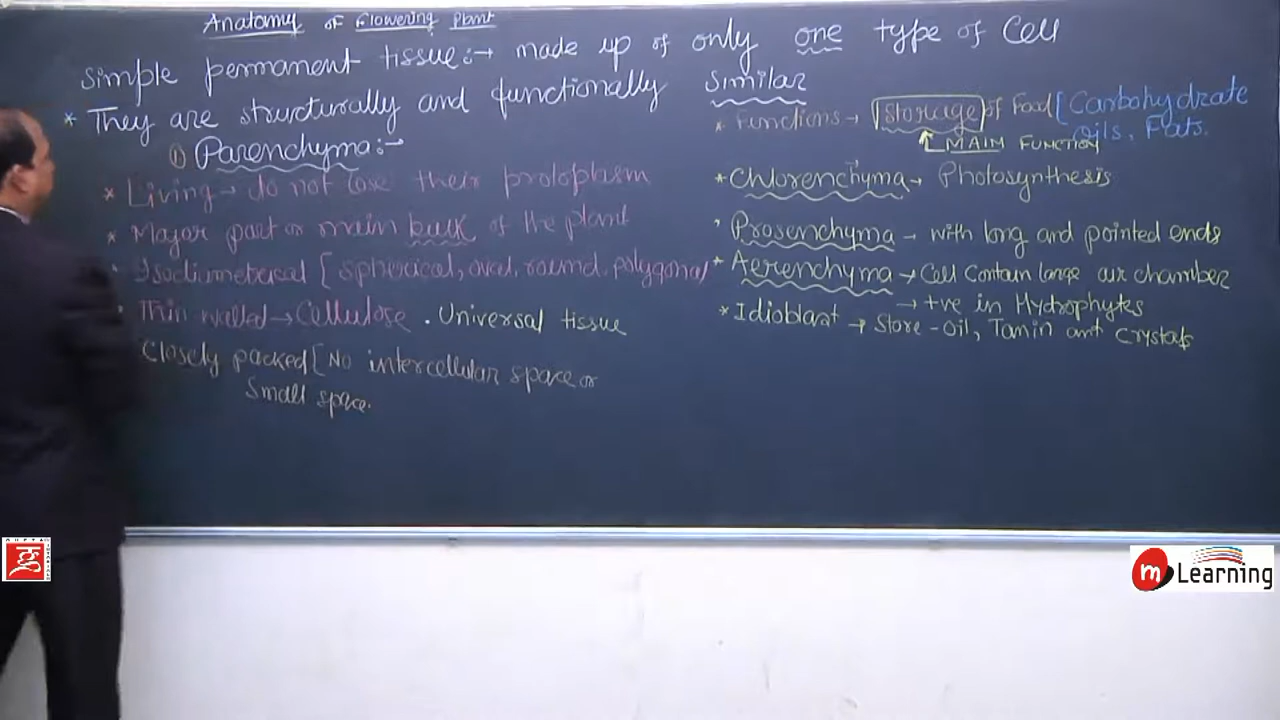 Anatomy of Flowering Plant
Simple permanent tissue:→ made up of only one type of Cell
* They are structurally and functionally Similar
① Parenchyma:→
* Living → do not lose their protoplasm
* Major part or main bulk of the plant
* Isodiametrical [spherical, oval, round, polygonal
* Thin walled → Cellulose . Universal tissue
Closely packed [No intercellular space or
Small space.
* Functions → Storage of Food [Carbohydrate
Oils, Fats.
MAIN FUNCTION
* Chlorenchyma → Photosynthesis
* Prosenchyma → with long and pointed ends
* Aerenchyma → Cell Contain large air chamber
→ +ve in Hydrophytes
* Idioblast → Store - Oil, Tanin and crystals
m Learning